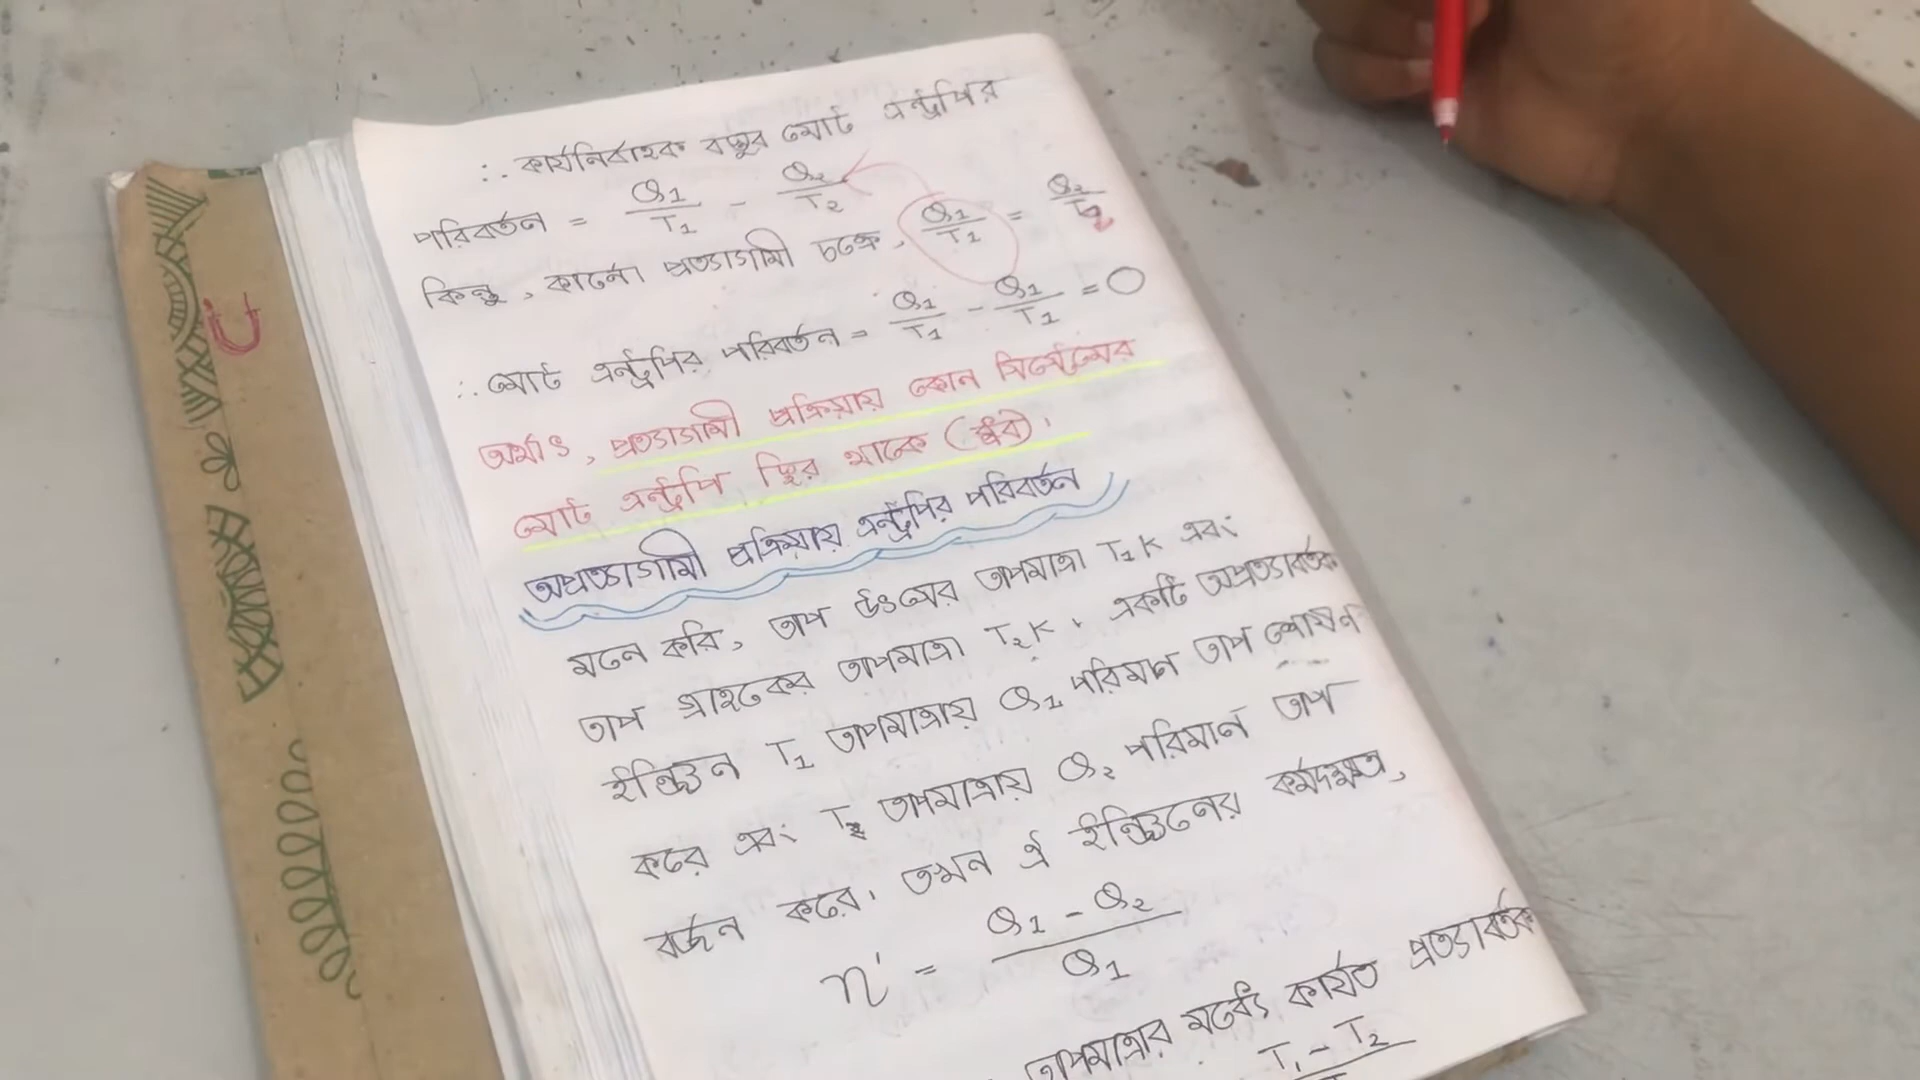 ∴ কার্যনির্বাহক বস্তুর মোট এন্ট্রপির
পরিবর্তন = Q1/T1 - Q2/T2
কিন্তু, কার্নো প্রত্যাগামী চক্রে, Q1/T1 = Q2/T2
∴ মোট এন্ট্রপির পরিবর্তন = Q1/T1 - Q1/T1 = 0
অর্থাৎ, প্রত্যাগামী প্রক্রিয়ায় কোন সিস্টেমের
মোট এন্ট্রপি স্থির থাকে (ধ্রুব)।
অপ্রত্যাগামী প্রক্রিয়ায় এন্ট্রপির পরিবর্তন
মনে করি, তাপ উৎসের তাপমাত্রা T1K এবং
তাপ গ্রাহকের তাপমাত্রা T2K। একটি অপ্রত্যাবর্তক
ইঞ্জিন T1 তাপমাত্রায় Q1 পরিমাণ তাপ শোষণ
করে এবং T2 তাপমাত্রায় Q2 পরিমান তাপ
বর্জন করে। তখন ঐ ইঞ্জিনের কর্মদক্ষতা,
η' = Q1 - Q2/Q1
তাপমাত্রার মধ্যে কার্যত প্রত্যাবর্তক
T1 - T2